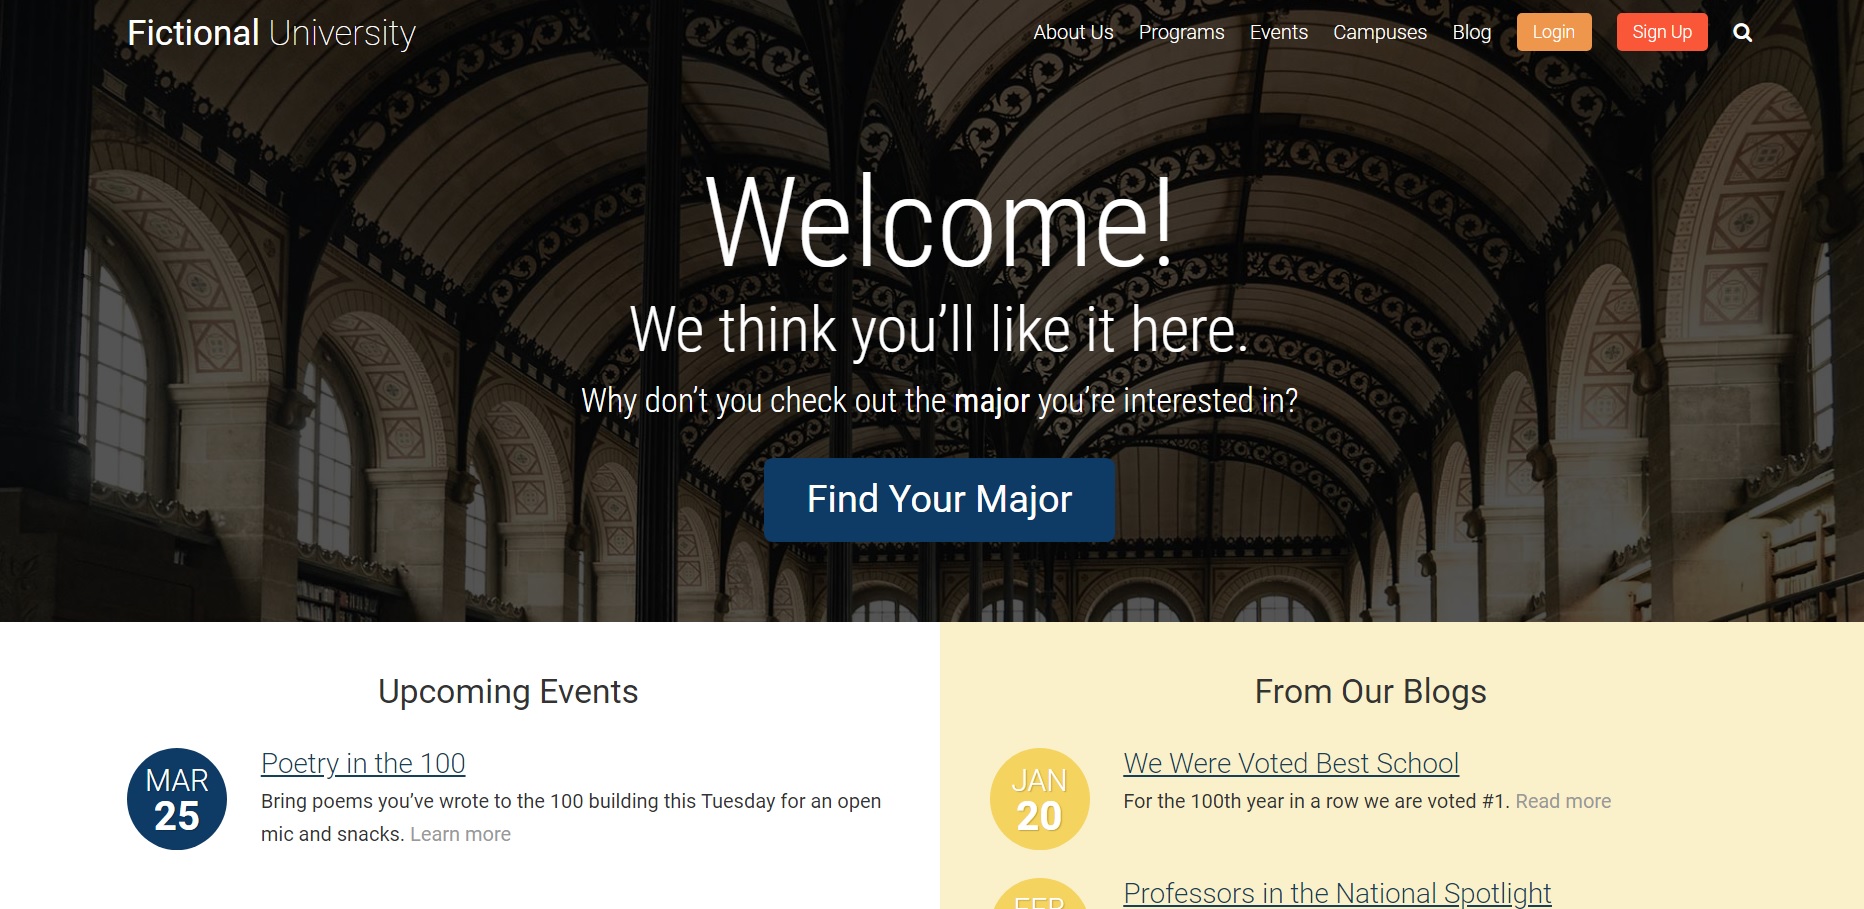 Fictional University
About Us Programs Events Campuses Blog Login Sign Up
Welcome!
We think you’ll like it here.
Why don’t you check out the major you’re interested in?
Find Your Major
Upcoming Events
MAR
25
Poetry in the 100
Bring poems you’ve wrote to the 100 building this Tuesday for an open
mic and snacks. Learn more
From Our Blogs
JAN
20
We Were Voted Best School
For the 100th year in a row we are voted #1. Read more
FEB
Professors in the National Spotlight